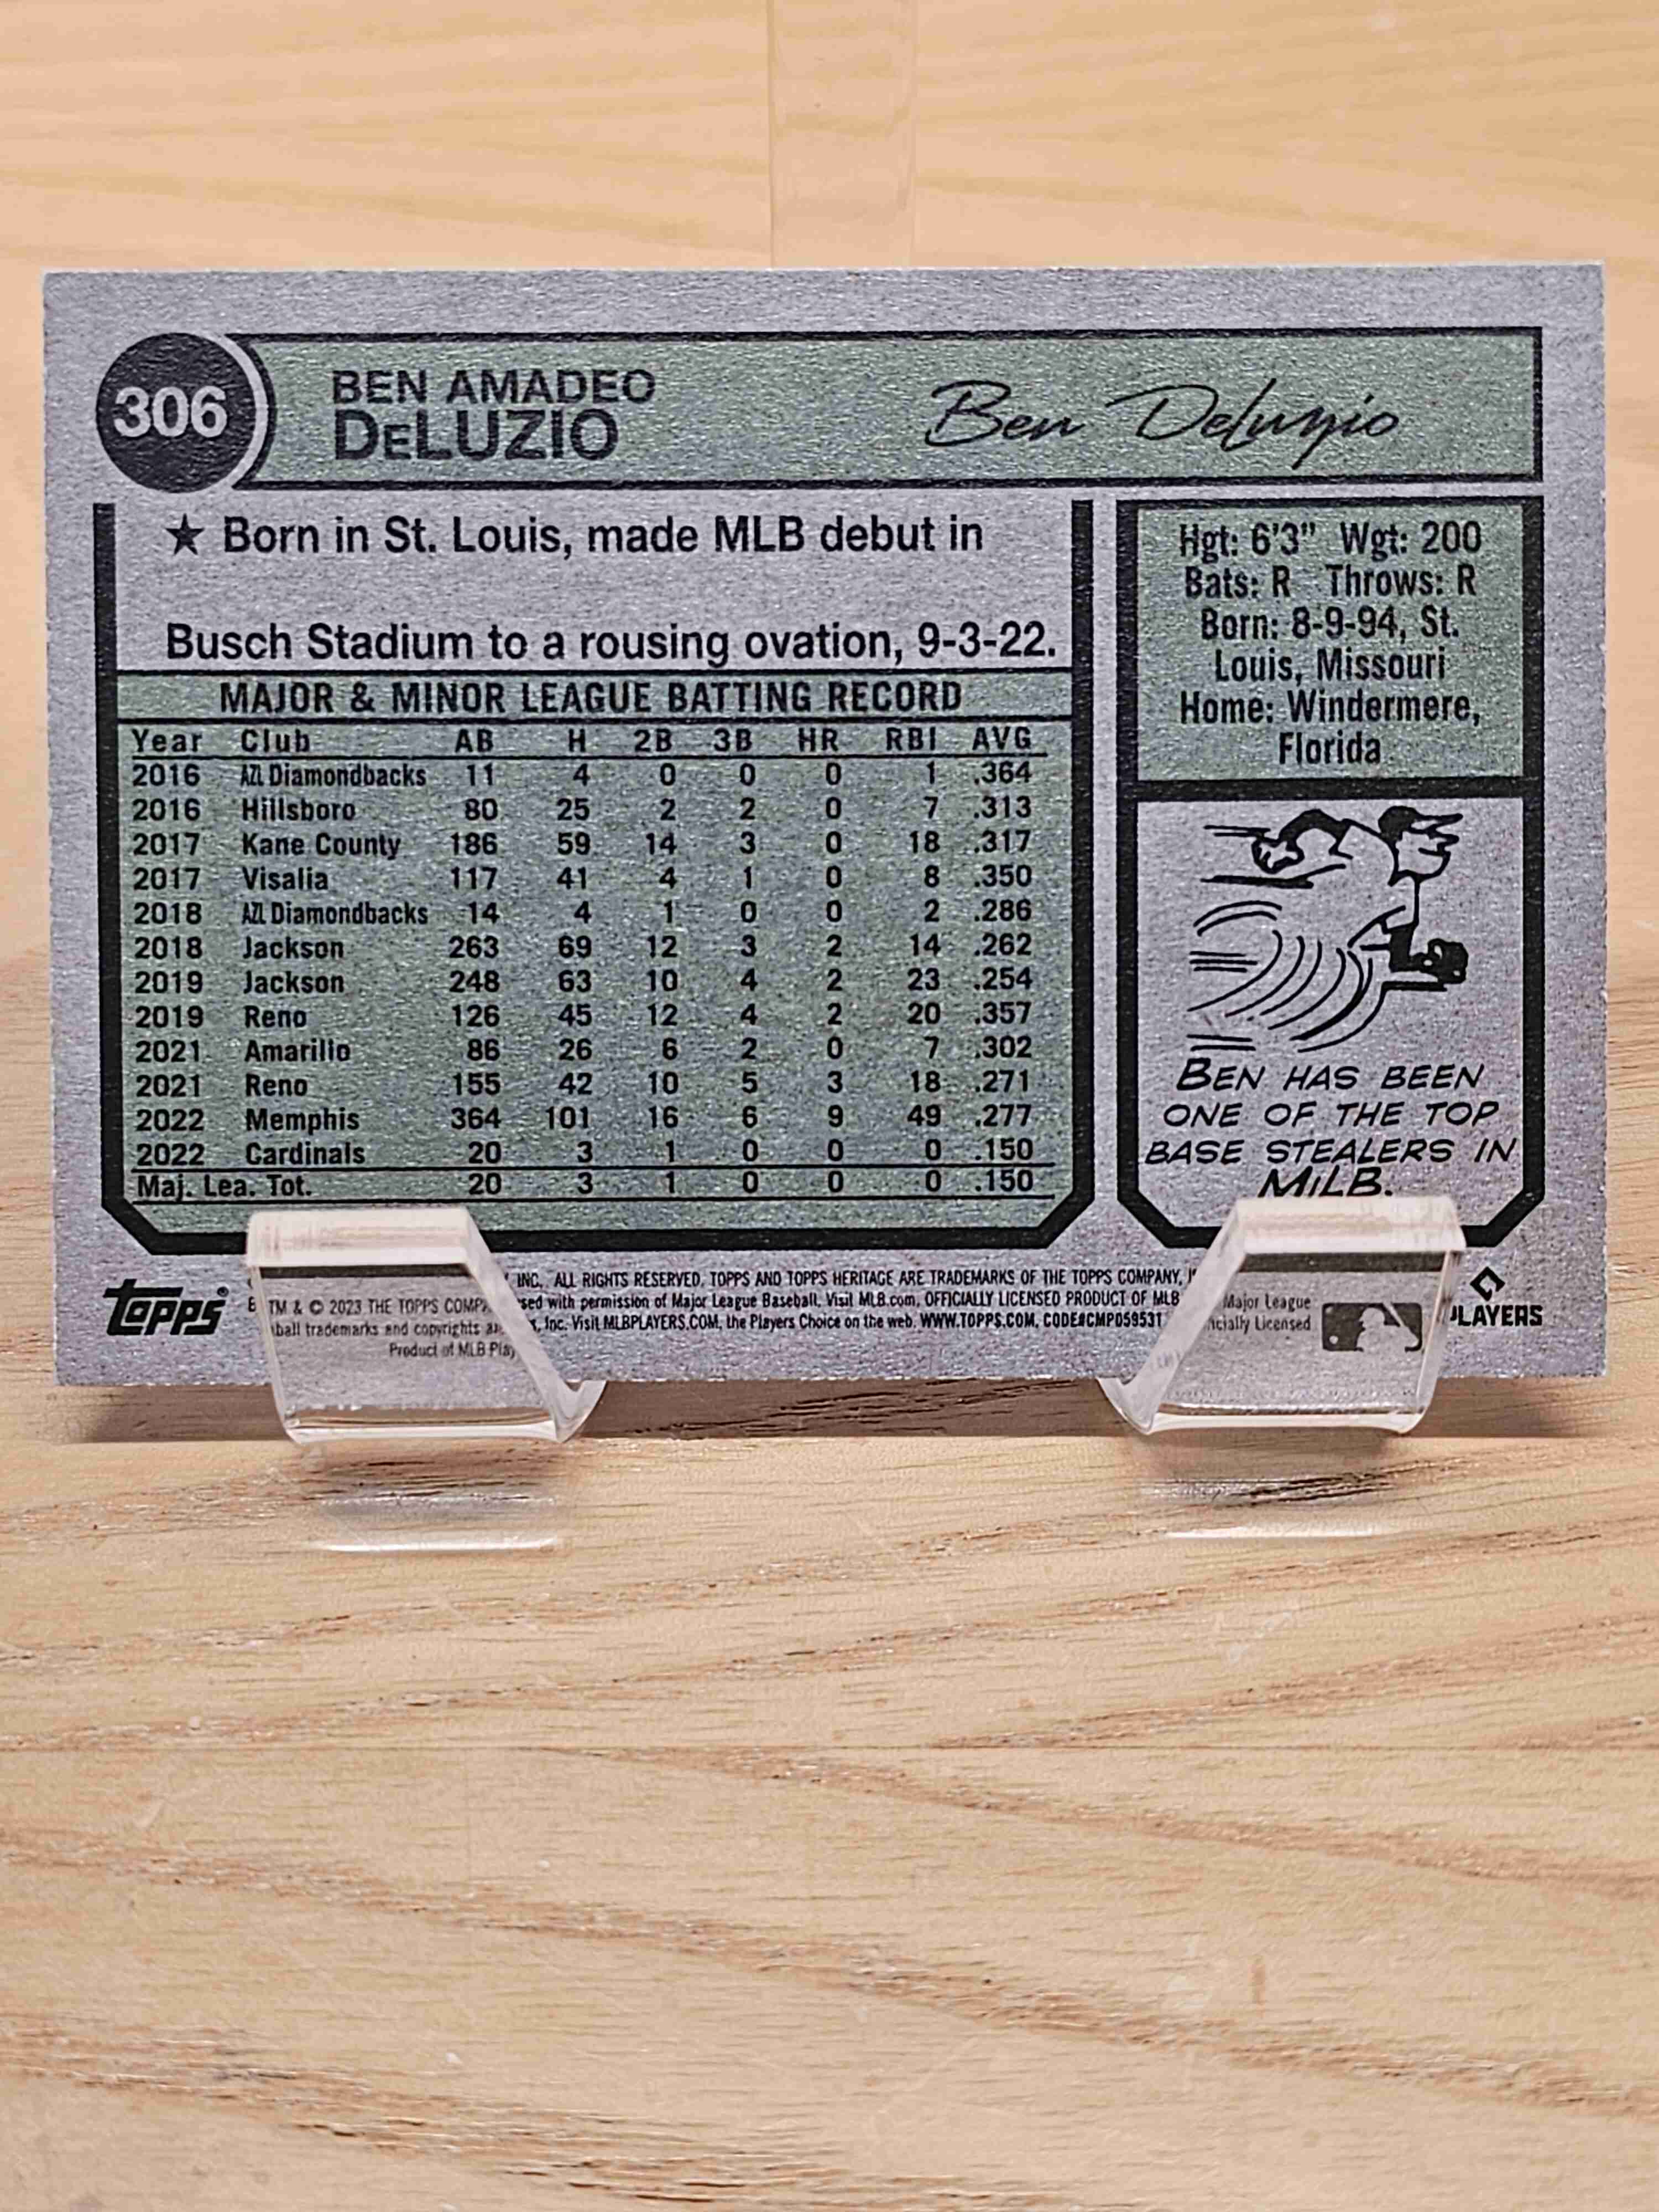 306
BEN AMADEO
DeLUZIO
Ben DeLuzio
★ Born in St. Louis, made MLB debut in
Busch Stadium to a rousing ovation, 9-3-22.
MAJOR & MINOR LEAGUE BATTING RECORD
Year Club AB H 2B 3B HR RBI AVG
2016 AZL Diamondbacks 11 4 0 0 0 1 .364
2016 Hillsboro 80 25 2 2 0 7 .313
2017 Kane County 186 59 14 3 0 18 .317
2017 Visalia 117 41 4 1 0 8 .350
2018 AZL Diamondbacks 14 4 1 0 0 2 .286
2018 Jackson 263 69 12 3 2 14 .262
2019 Jackson 248 63 10 4 2 23 .254
2019 Reno 126 45 12 4 2 20 .357
2021 Amarillo 86 26 6 2 0 7 .302
2021 Reno 155 42 10 5 3 18 .271
2022 Memphis 364 101 16 6 9 49 .277
2022 Cardinals 20 3 1 0 0 0 .150
Maj. Lea. Tot. 20 3 1 0 0 0 .150
Hgt: 6'3" Wgt: 200
Bats: R Throws: R
Born: 8-9-94, St.
Louis, Missouri
Home: Windermere,
Florida
BEN HAS BEEN
ONE OF THE TOP
BASE STEALERS IN
MiLB.
topps®
TM & © 2023 THE TOPPS INC. ALL RIGHTS RESERVED. TOPPS AND TOPPS HERITAGE ARE TRADEMARKS OF THE TOPPS COMPANY,
trademarks and copyrights with permission of Major League Baseball. Visit MLB.com, OFFICIALLY LICENSED PRODUCT OF MLB
Product of MLB Inc. Visit MLBPLAYERS.COM, the Players Choice on the web. WWW.TOPPS.COM, CODE#CMP059531
Major League
Licensed
PLAYERS